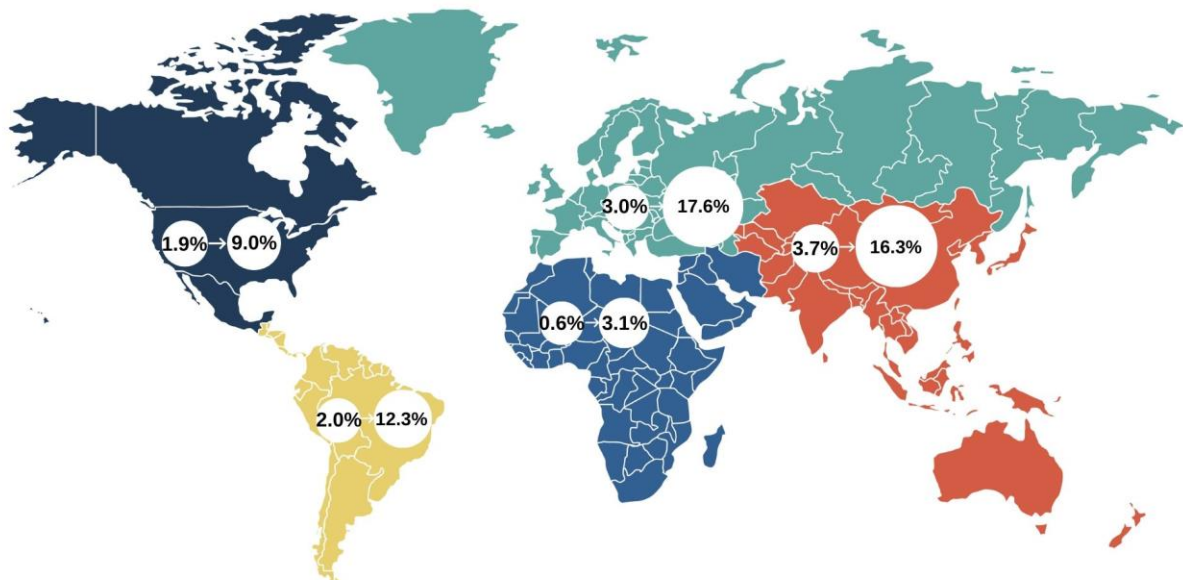 3.0% → 17.6%
1.9% → 9.0%
3.7% → 16.3%
0.6% → 3.1%
2.0% → 12.3%